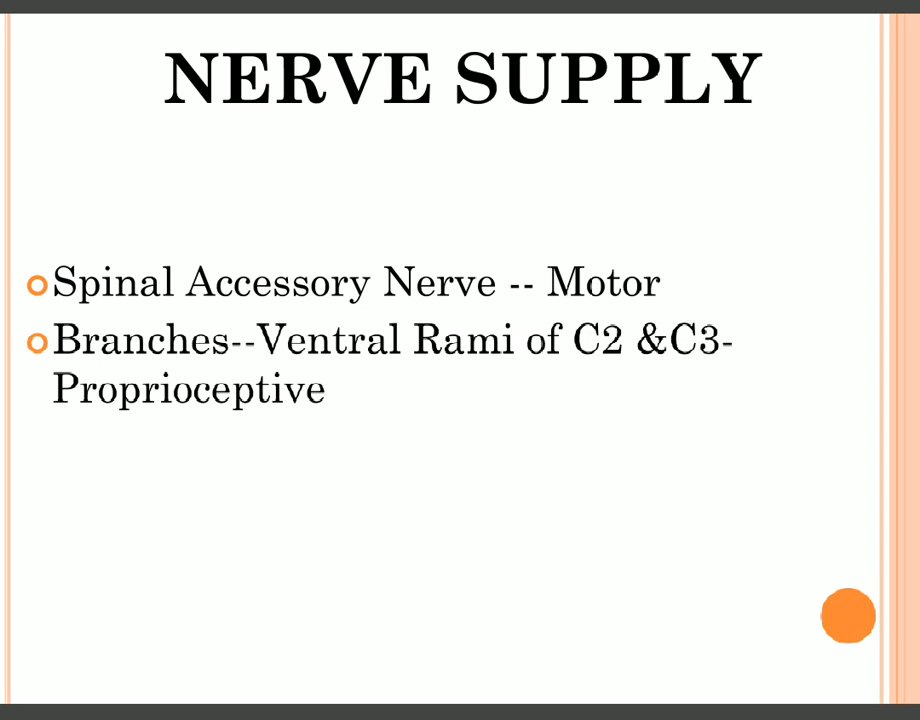 NERVE SUPPLY
Spinal Accessory Nerve -- Motor
Branches--Ventral Rami of C2 &C3-
Proprioceptive